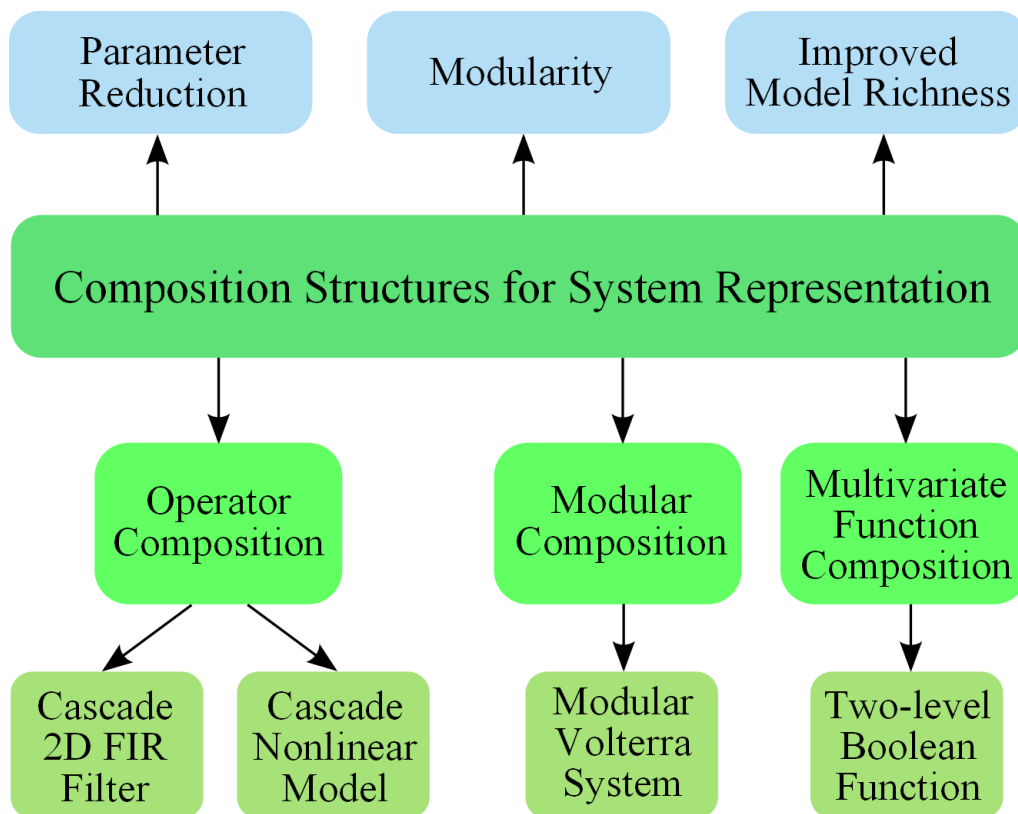 Parameter
Reduction
Modularity
Improved
Model Richness
Composition Structures for System Representation
Operator
Composition
Modular
Composition
Multivariate
Function
Composition
Cascade
2D FIR
Filter
Cascade
Nonlinear
Model
Modular
Volterra
System
Two-level
Boolean
Function